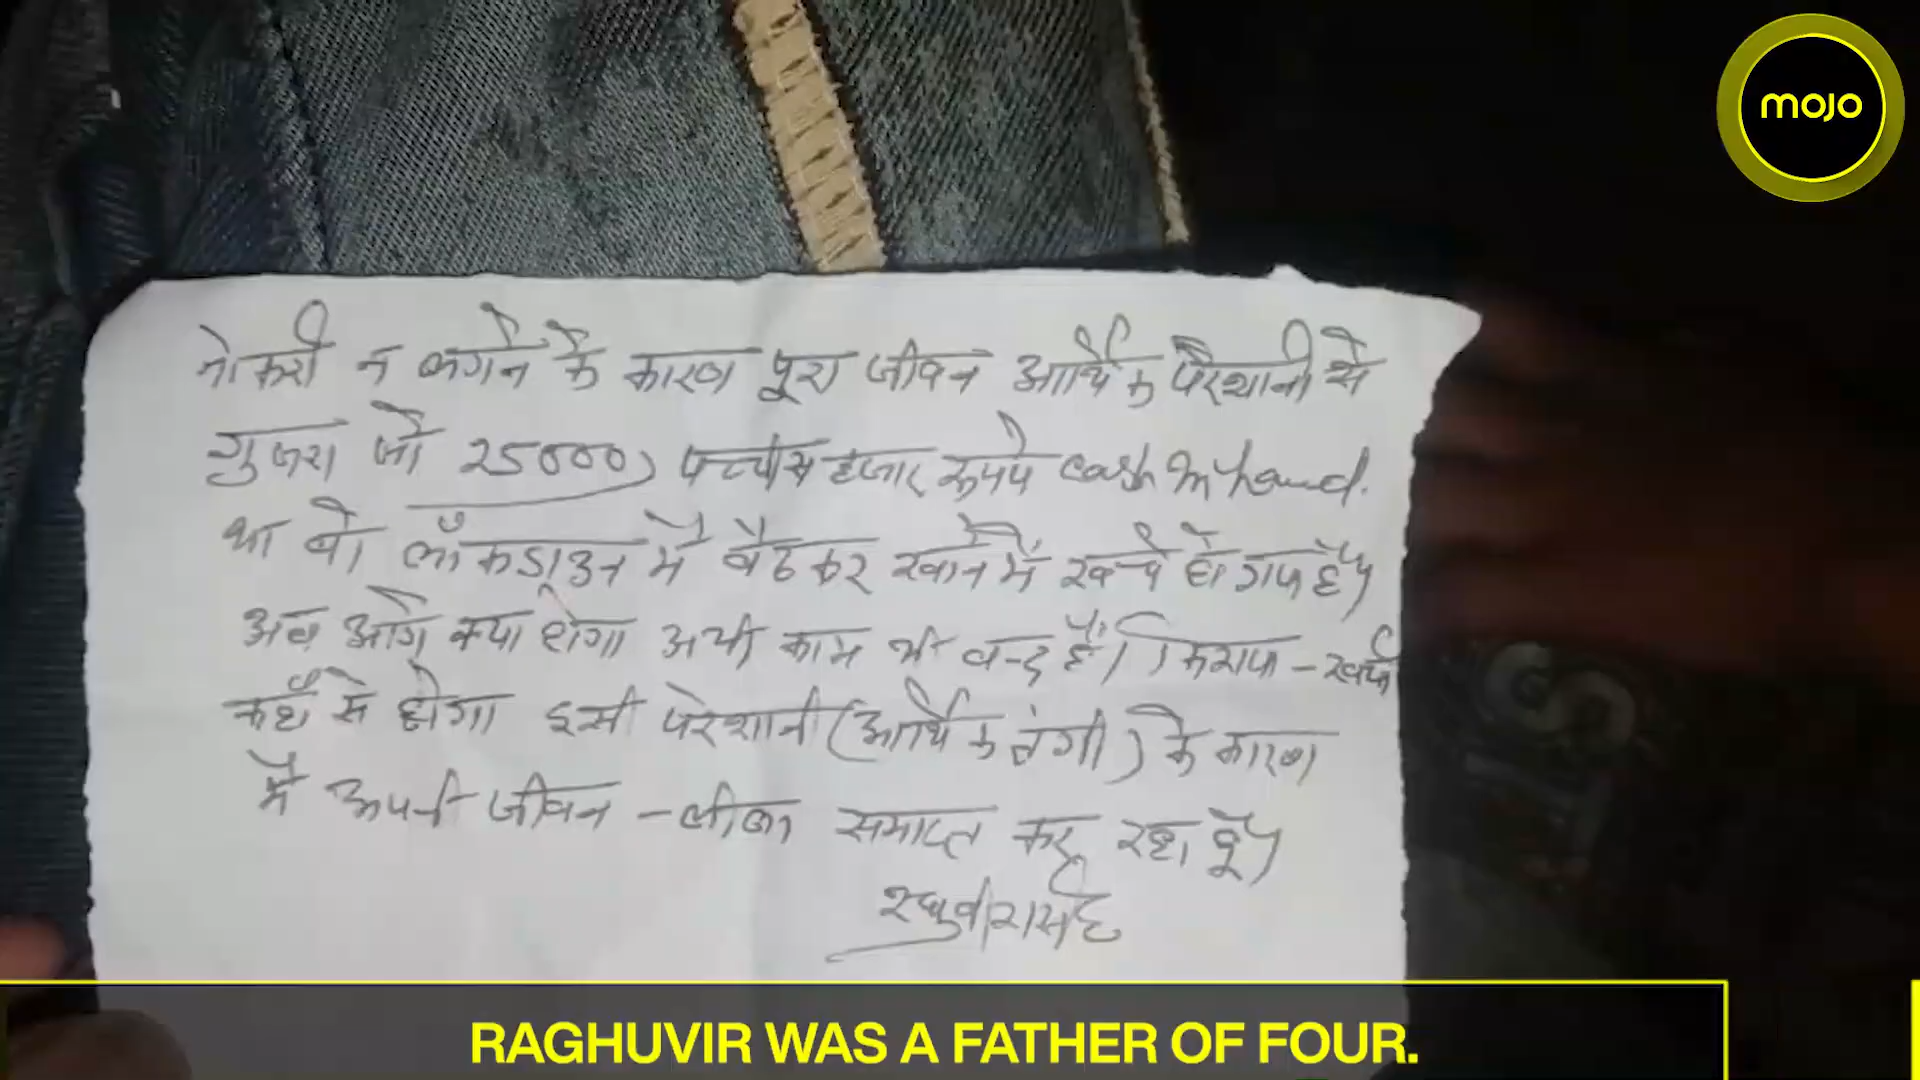 mojo
नोकरी न लगने के कारण पूरा जीवन आर्थिक परेशानी से
गुजरा जो 25000) पच्चीस हजार रूपये cash in hand.
था वो लॉकडाउन में बैठकर खाने में खर्च हो गए हैं।
अब आगे क्या होगा अभी काम भी बन्द हैं। किराया - खर्चा
कहाँ से होगा इसी परेशानी (आर्थिक तंगी) के कारण
मैं अपनी जीवन - लीला समाप्त कर रहा हूँ।
रघुवीर सिंह
RAGHUVIR WAS A FATHER OF FOUR.